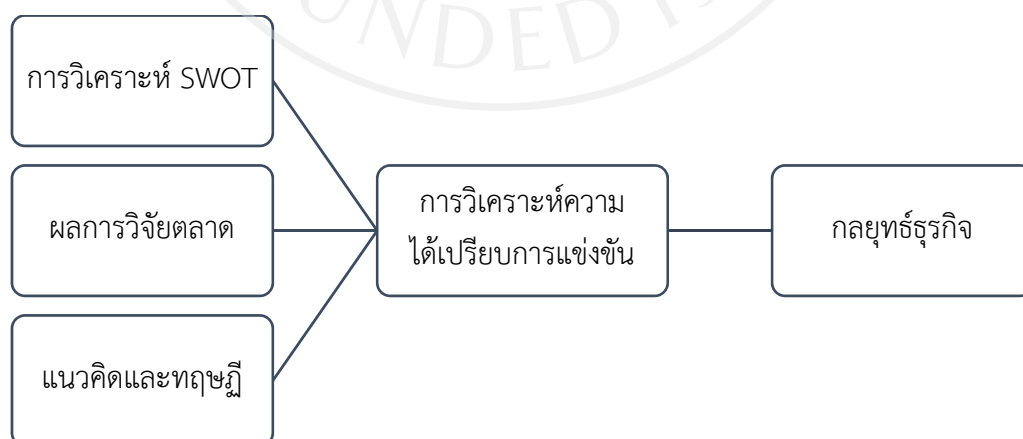 การวิเคราะห์ SWOT
ผลการวิจัยตลาด
แนวคิดและทฤษฎี
การวิเคราะห์ความ
ได้เปรียบการแข่งขัน
กลยุทธ์ธุรกิจ